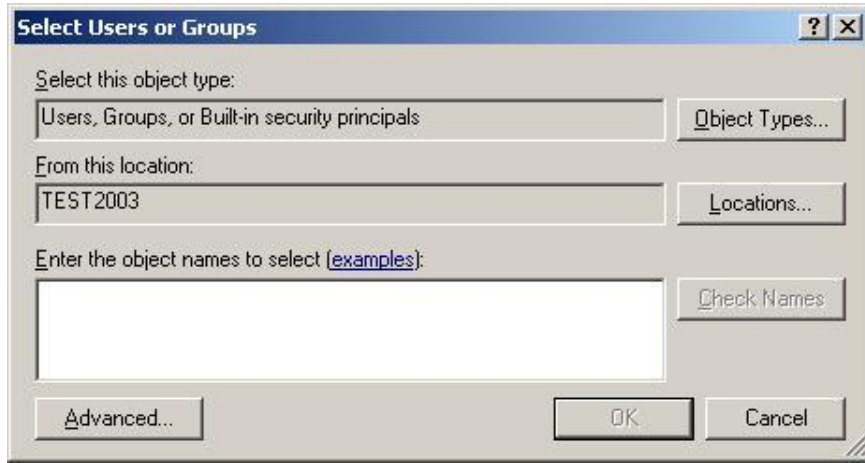 Select Users or Groups
Select this object type:
Users, Groups, or Built-in security principals
Object Types...
From this location:
TEST2003
Locations...
Enter the object names to select (examples):
Check Names
Advanced...
OK
Cancel